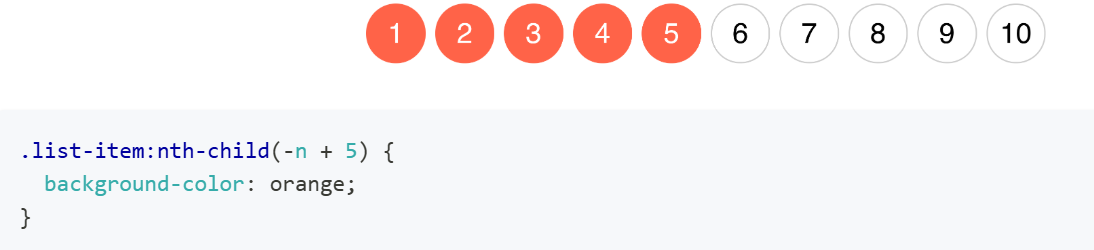 1 2 3 4 5 6 7 8 9 10
.list-item:nth-child(-n + 5) {
  background-color: orange;
}